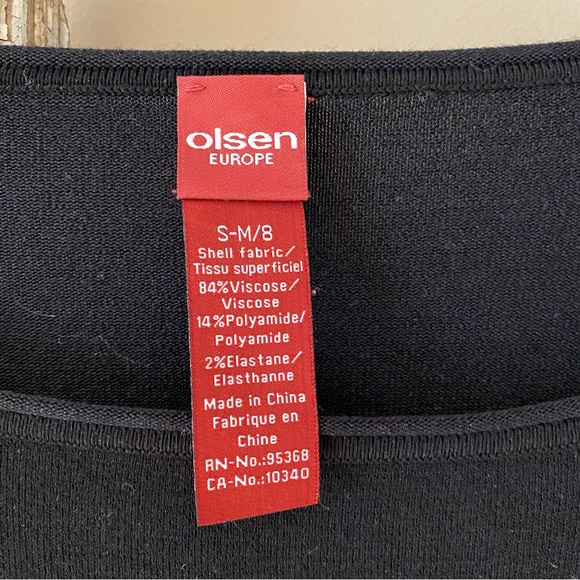 olsen
EUROPE
S-M/8
Shell fabric/
Tissu superficiel
84%Viscose/
Viscose
14%Polyamide/
Polyamide
2%Elastane/
Elasthanne
Made in China
Fabrique en
Chine
RN-No.:95368
CA-No.:10340